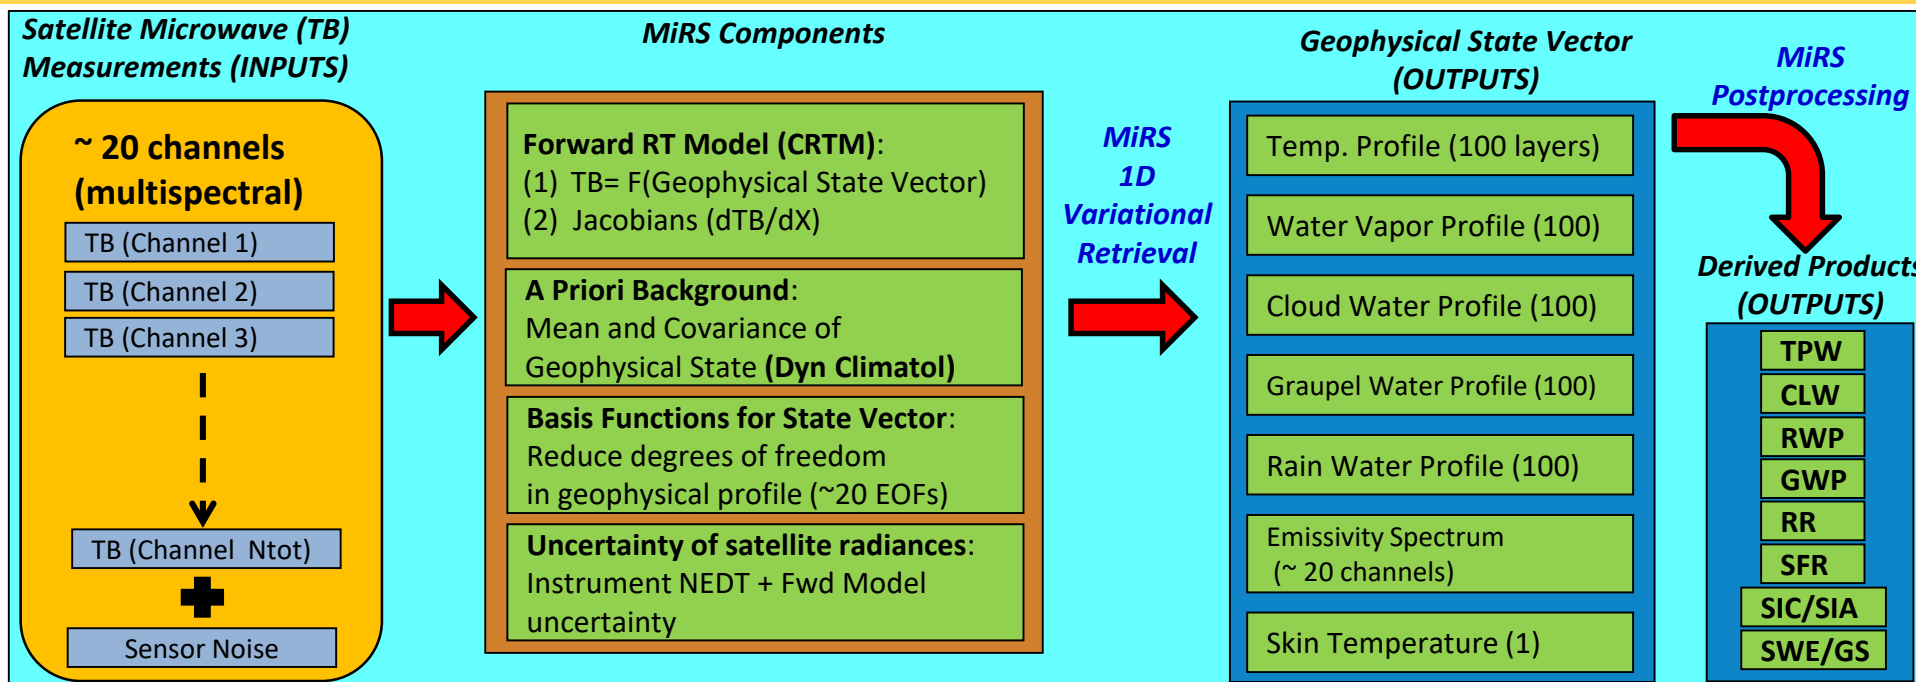 Satellite Microwave (TB)
Measurements (INPUTS)
~ 20 channels
(multispectral)
TB (Channel 1)
TB (Channel 2)
TB (Channel 3)
TB (Channel Ntot)
Sensor Noise
MiRS Components
Forward RT Model (CRTM):
(1) TB= F(Geophysical State Vector)
(2) Jacobians (dTB/dX)
A Priori Background:
Mean and Covariance of
Geophysical State (Dyn Climatol)
Basis Functions for State Vector:
Reduce degrees of freedom
in geophysical profile (~20 EOFs)
Uncertainty of satellite radiances:
Instrument NEDT + Fwd Model
uncertainty
MiRS
1D
Variational
Retrieval
Geophysical State Vector
(OUTPUTS)
Temp. Profile (100 layers)
Water Vapor Profile (100)
Cloud Water Profile (100)
Graupel Water Profile (100)
Rain Water Profile (100)
Emissivity Spectrum
(~ 20 channels)
Skin Temperature (1)
MiRS
Postprocessing
Derived Products
(OUTPUTS)
TPW
CLW
RWP
GWP
RR
SFR
SIC/SIA
SWE/GS